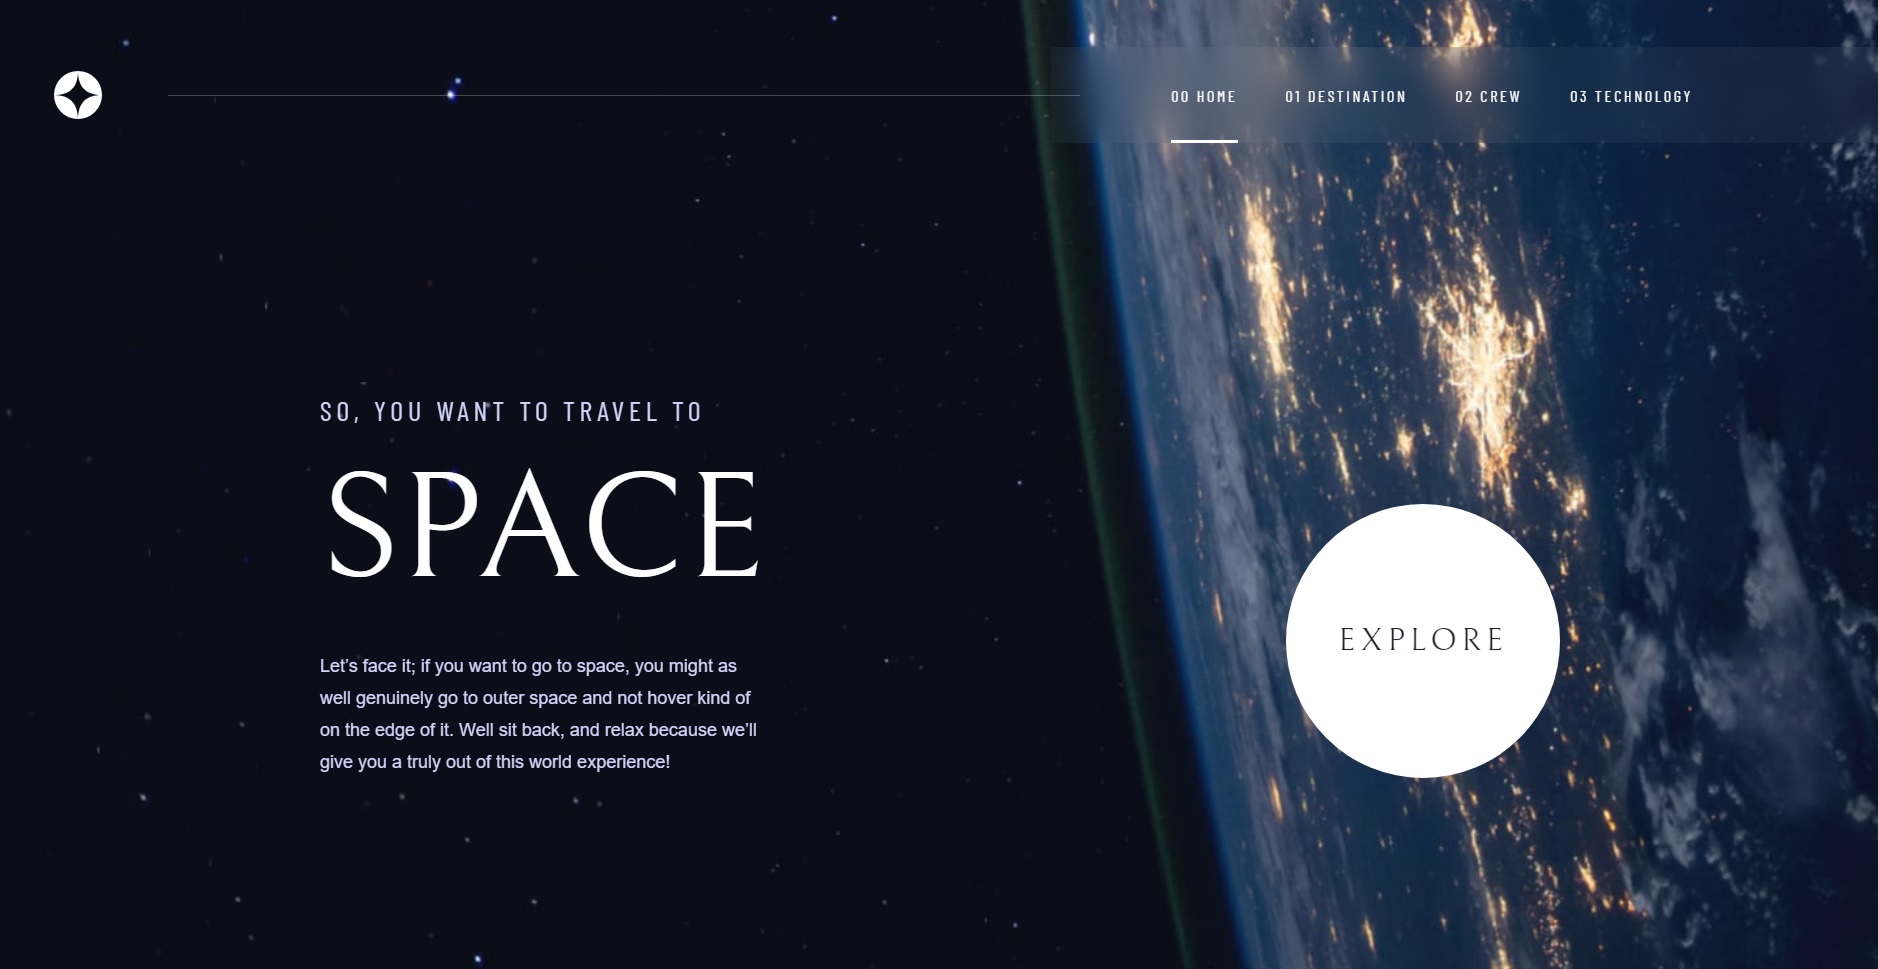 00 HOME 01 DESTINATION 02 CREW 03 TECHNOLOGY
SO, YOU WANT TO TRAVEL TO
SPACE
Let’s face it; if you want to go to space, you might as
well genuinely go to outer space and not hover kind of
on the edge of it. Well sit back, and relax because we’ll
give you a truly out of this world experience!
EXPLORE